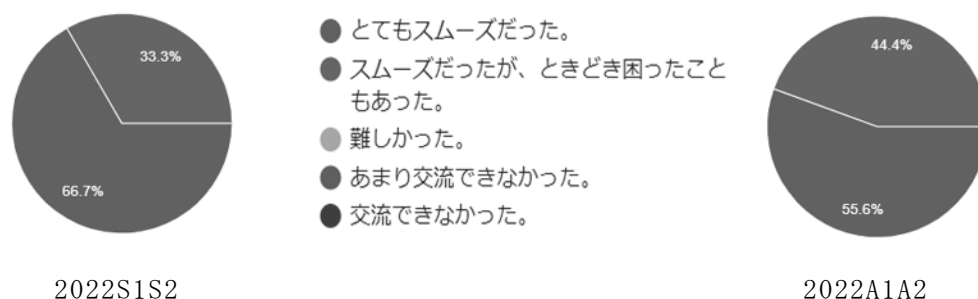 33.3%
66.7%
とてもスムーズだった。
スムーズだったが、ときどき困ったこと
もあった。
難しかった。
あまり交流できなかった。
交流できなかった。
44.4%
55.6%
2022S1S2
2022A1A2